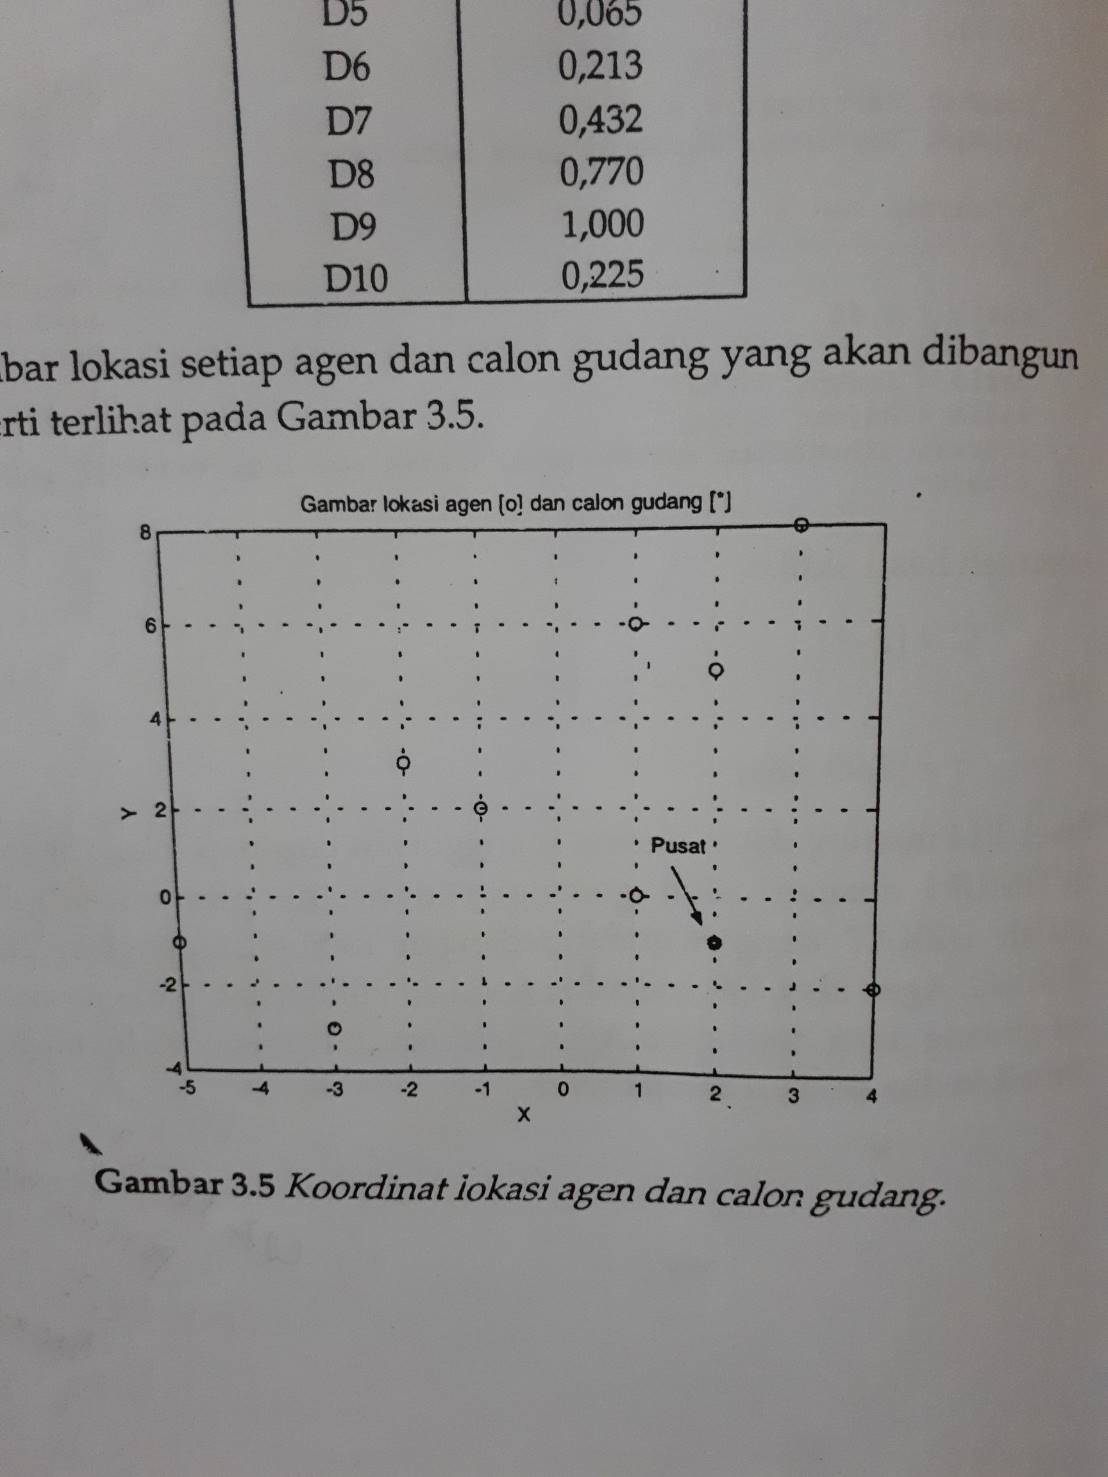 D5 0,065
D6 0,213
D7 0,432
D8 0,770
D9 1,000
D10 0,225
bar lokasi setiap agen dan calon gudang yang akan dibangun
erti terlihat pada Gambar 3.5.
Gambar lokasi agen [o] dan calon gudang [*]
8
6
4
Y 2
Pusat
0
-2
-4
-5 -4 -3 -2 -1 0 1 2 3 4
X
Gambar 3.5 Koordinat lokasi agen dan calon gudang.